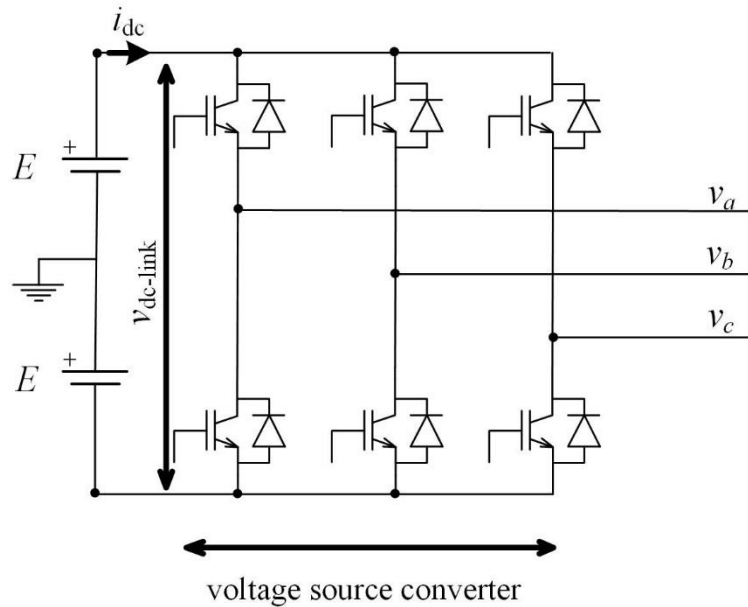 i_dc
E
+
v_dc-link
v_a
v_b
v_c
E
+
voltage source converter